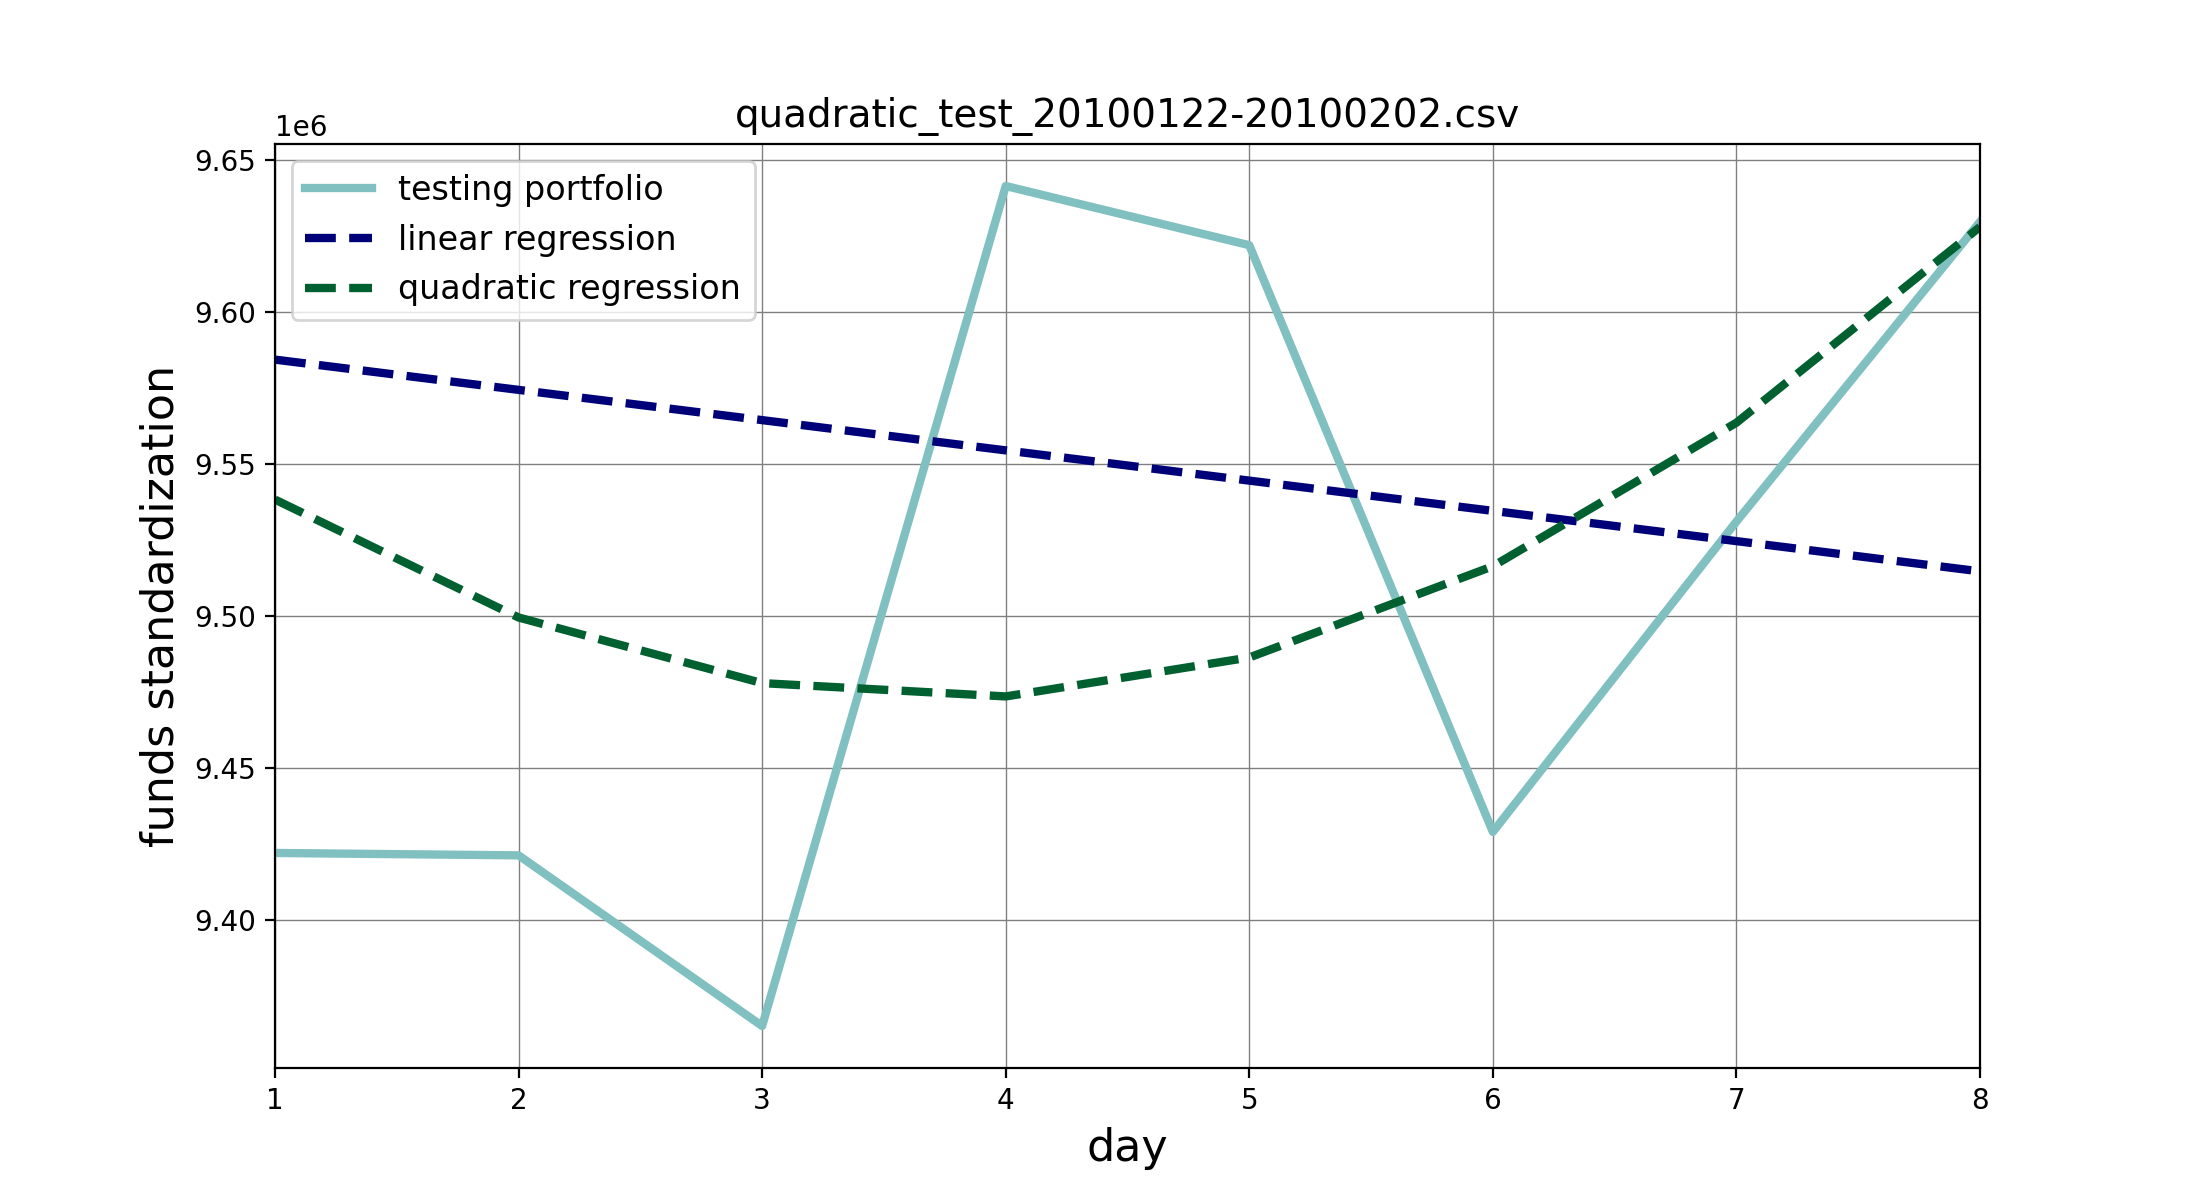 quadratic_test_20100122-20100202.csv
1e6
testing portfolio
linear regression
quadratic regression
9.65
9.60
9.55
9.50
9.45
9.40
funds standardization
1 2 3 4 5 6 7 8
day